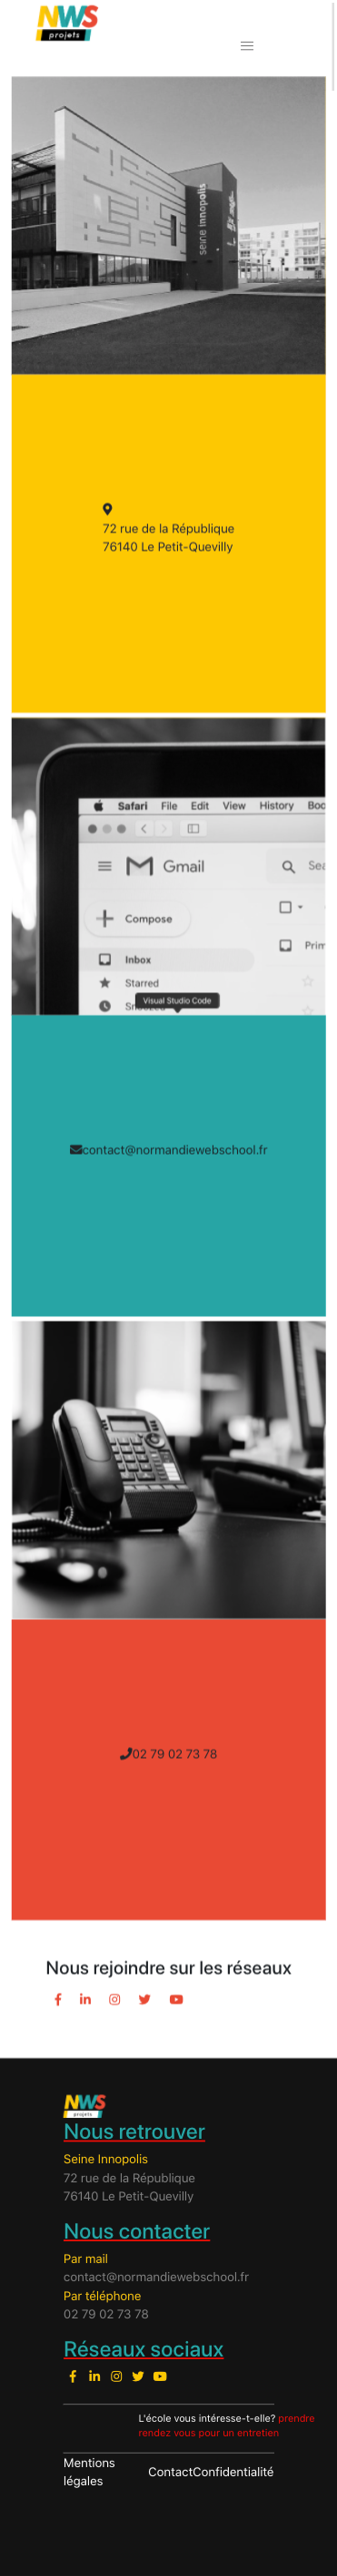 NWS
projets
seine innopolis
72 rue de la République
76140 Le Petit-Quevilly
Safari File Edit View History
Gmail
Compose
Inbox
Starred
Visual Studio Code
contact@normandiewebschool.fr
02 79 02 73 78
Nous rejoindre sur les réseaux
NWS
projets
Nous retrouver
Seine Innopolis
72 rue de la République
76140 Le Petit-Quevilly
Nous contacter
Par mail
contact@normandiewebschool.fr
Par téléphone
02 79 02 73 78
Réseaux sociaux
L'école vous intéresse-t-elle? prendre
rendez vous pour un entretien
Mentions
légales
ContactConfidentialité